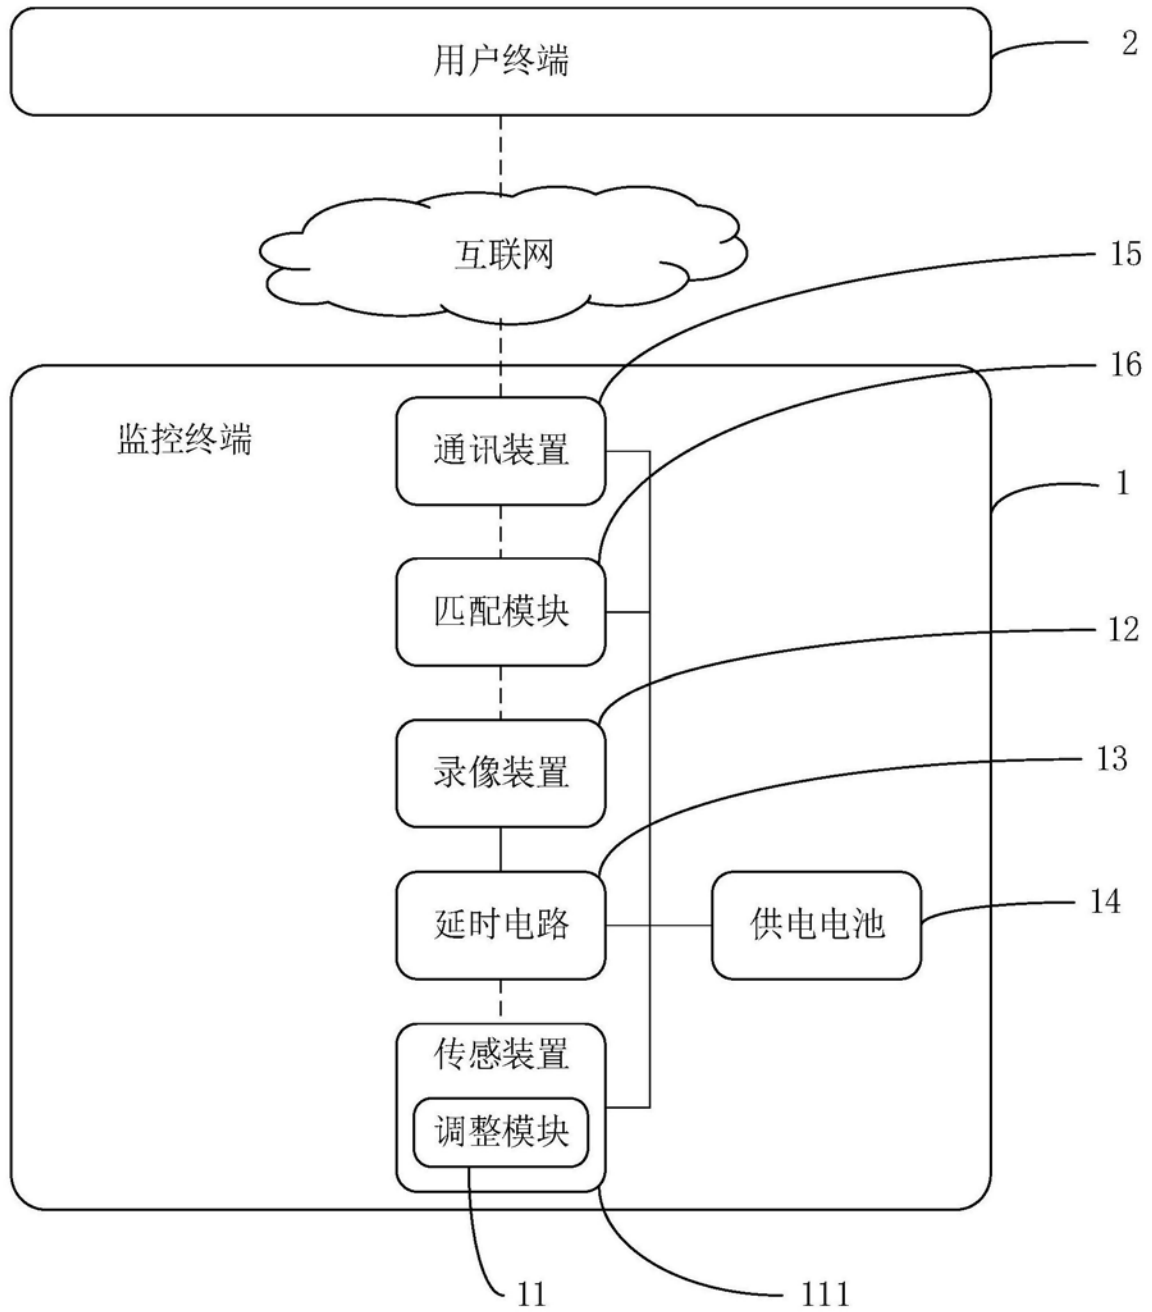 用户终端
2
互联网
15
16
监控终端
通讯装置
1
匹配模块
12
录像装置
13
14
延时电路
供电电池
传感装置
调整模块
11
111